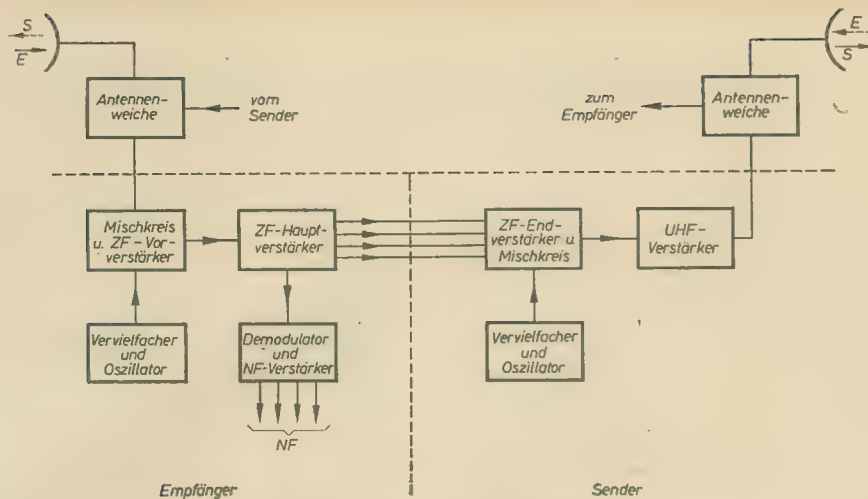 S
E
E
S
Antennen-
weiche
vom
Sender
zum
Empfänger
Antennen-
weiche
Mischkreis
u. ZF-Vor-
verstärker
ZF-Haupt-
verstärker
ZF-End-
verstärker u.
Mischkreis
UHF-
Verstärker
Vervielfacher
und
Oszillator
Demodulator
und
NF-Verstärker
Vervielfacher
und
Oszillator
NF
Empfänger
Sender